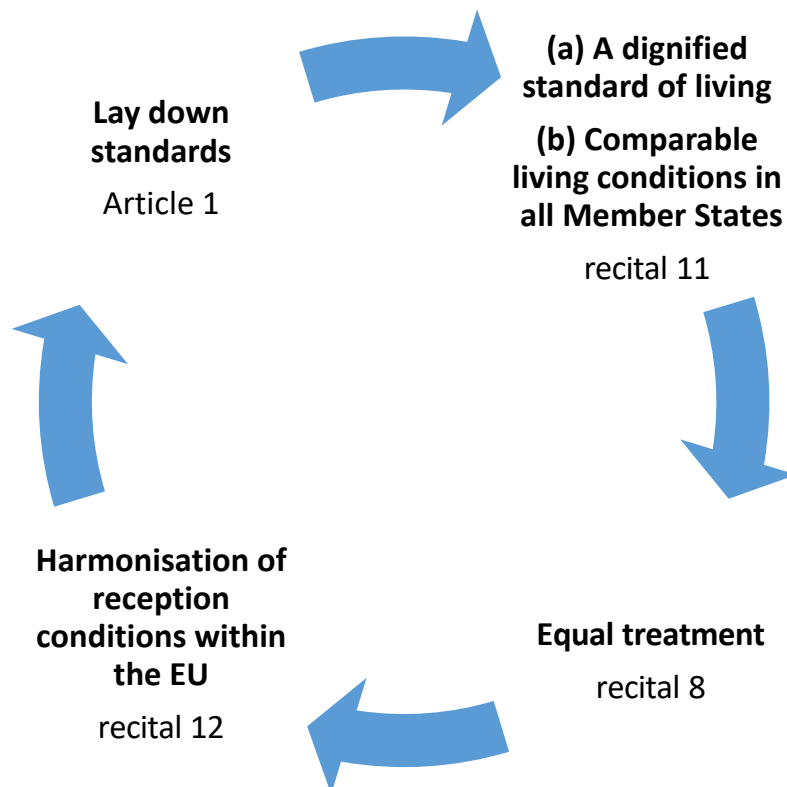 Lay down
standards
Article 1
(a) A dignified
standard of living
(b) Comparable
living conditions in
all Member States
recital 11
Equal treatment
recital 8
Harmonisation of
reception
conditions within
the EU
recital 12